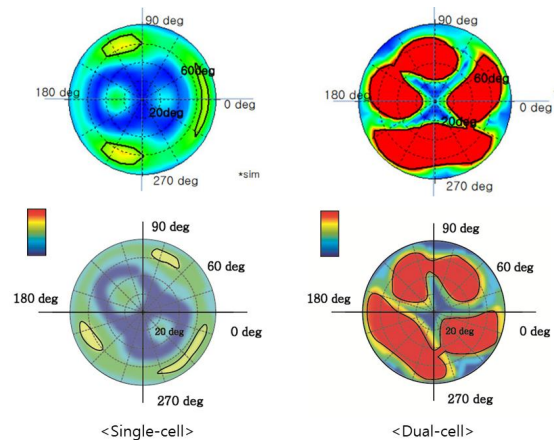 90 deg
60deg
180 deg
20deg
0 deg
270 deg
*sim
90 deg
60deg
180 deg
20deg
0 deg
270 deg
90 deg
60 deg
180 deg
20 deg
0 deg
270 deg
90 deg
60 deg
180 deg
20 deg
0 deg
270 deg
<Single-cell>
<Dual-cell>